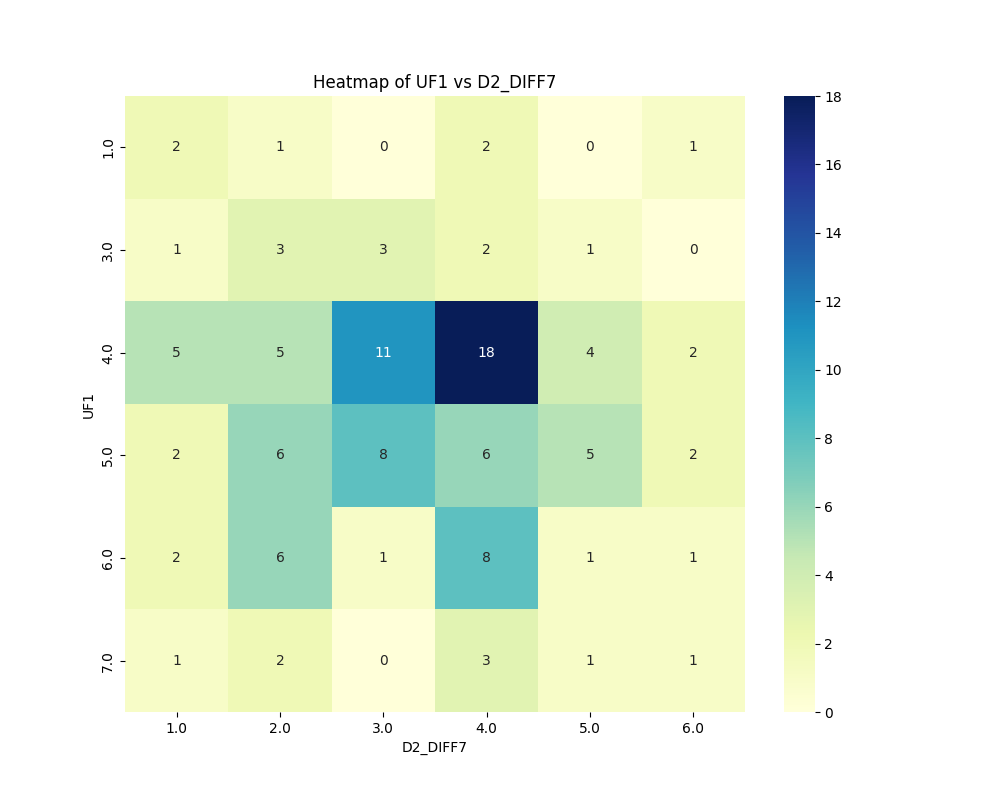 Heatmap of UF1 vs D2_DIFF7
18
1.0 2 1 0 2 0 1
16
3.0 1 3 3 2 1 0
14
12
4.0 5 5 11 18 4 2
10
UF1
8
5.0 2 6 8 6 5 2
6
6.0 2 6 1 8 1 1
4
2
7.0 1 2 0 3 1 1
0
1.0 2.0 3.0 4.0 5.0 6.0
D2_DIFF7